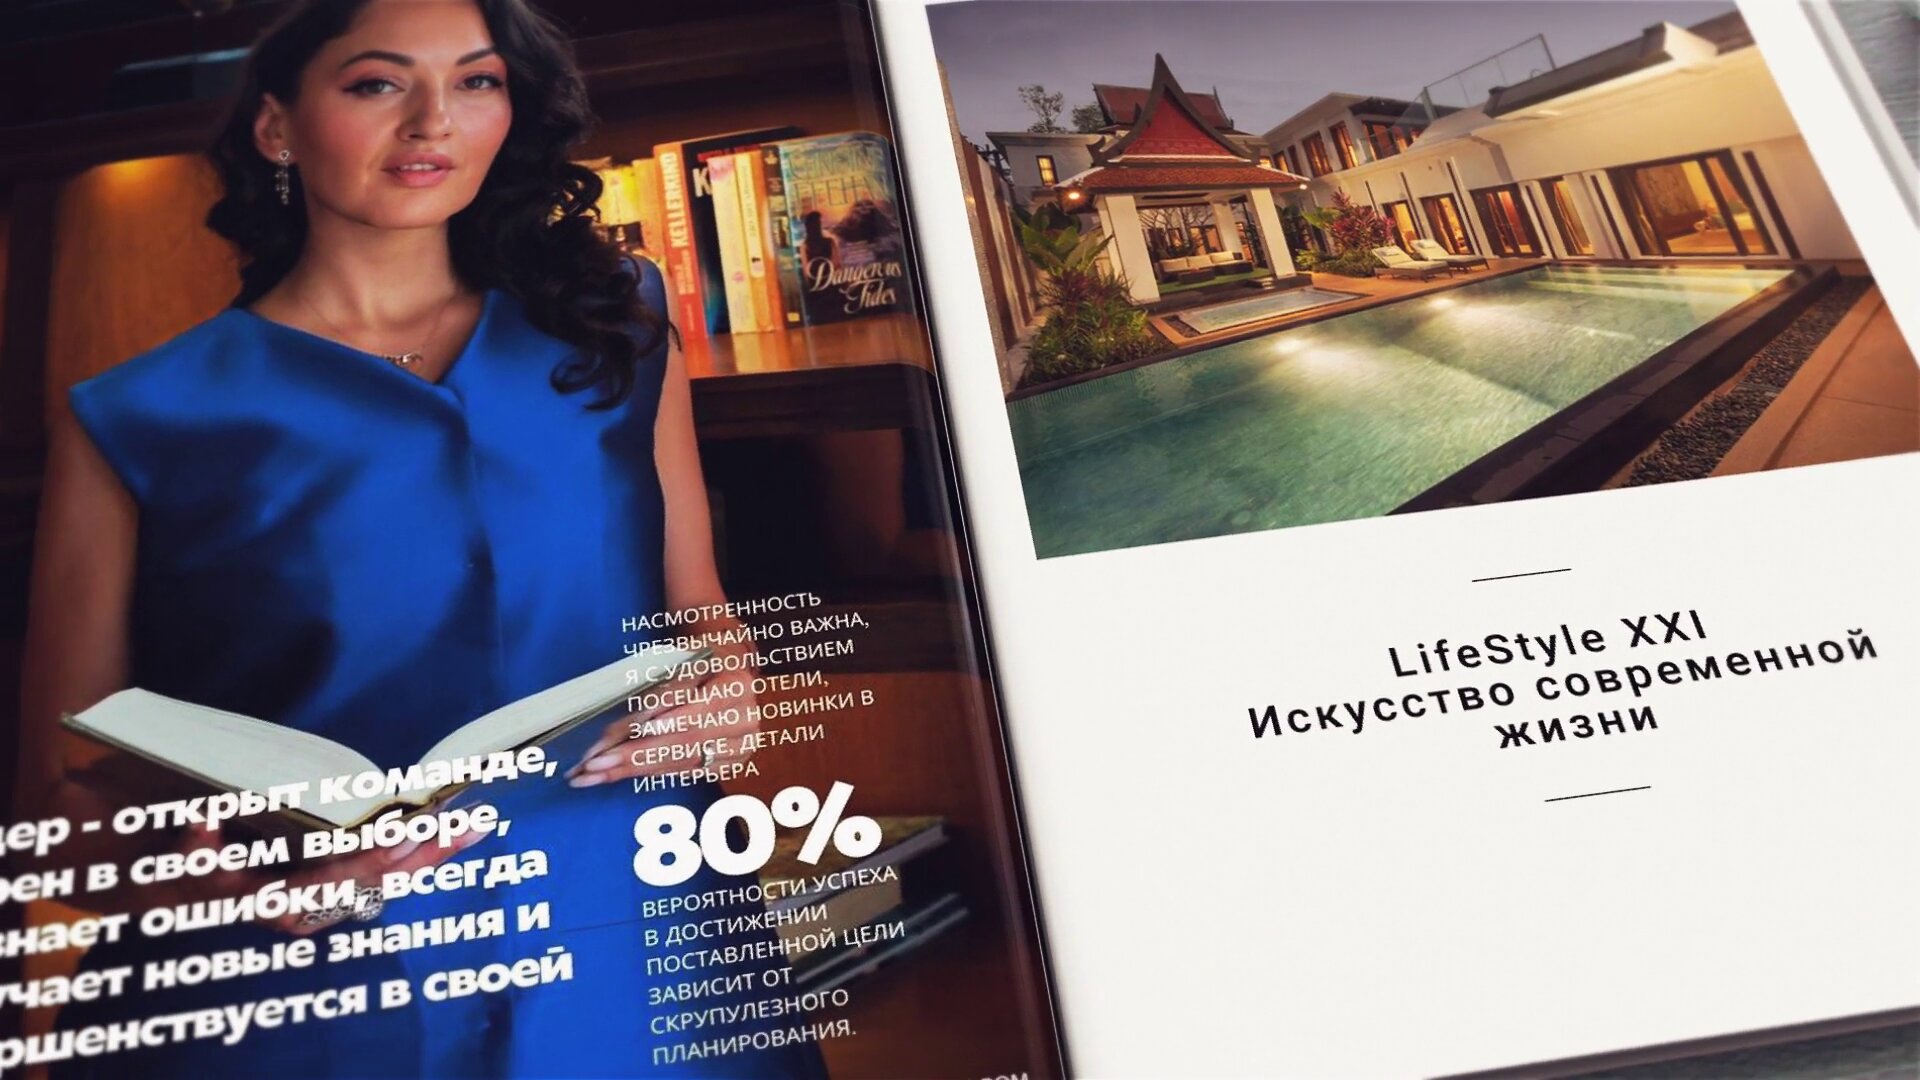 KELLERKIND
Dangerous
Tides
НАСМОТРЕННОСТЬ
ЧРЕЗВЫЧАЙНО ВАЖНА,
Я С УДОВОЛЬСТВИЕМ
ПОСЕЩАЮ ОТЕЛИ,
ЗАМЕЧАЮ НОВИНКИ В
СЕРВИСЕ, ДЕТАЛИ
ИНТЕРЬЕРА
80%
ВЕРОЯТНОСТИ УСПЕХА
В ДОСТИЖЕНИИ
ПОСТАВЛЕННОЙ ЦЕЛИ
ЗАВИСИТ ОТ
СКРУПУЛЕЗНОГО
ПЛАНИРОВАНИЯ.
- открыт команде,
в своем выборе,
ошибки, всегда
новые знания и
в своей
LifeStyle XXI
Искусство современной
жизни